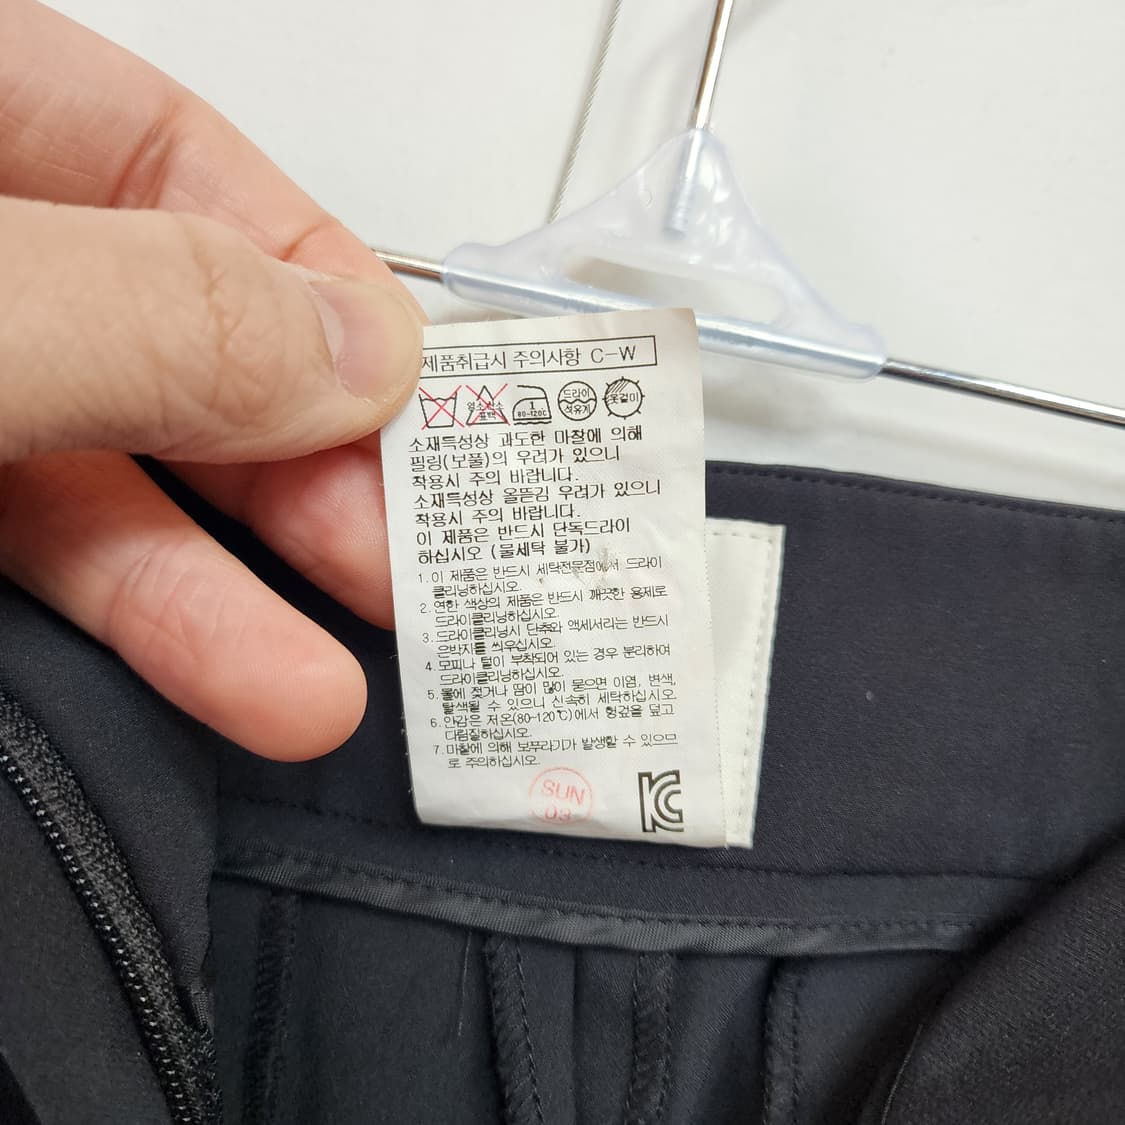 제품취급시 주의사항 C-W
염소산소
표백
1
80-120C
드라이
석유계
옷걸이
소재특성상 과도한 마찰에 의해
필링(보풀)의 우려가 있으니
착용시 주의 바랍니다.
소재특성상 올뜯김 우려가 있으니
착용시 주의 바랍니다.
이 제품은 반드시 단독드라이
하십시오 (물세탁 불가)
1.이 제품은 반드시 세탁전문점에서 드라이
클리닝하십시오.
2.연한 색상의 제품은 반드시 깨끗한 용제로
드라이클리닝하십시오.
3.드라이클리닝시 단추와 액세서리는 반드시
은박지를 씌우십시오.
4.모피나 털이 부착되어 있는 경우 분리하여
드라이클리닝하십시오.
5.물에 젖거나 땀이 많이 묻으면 이염, 변색,
탈색될 수 있으니 신속히 세탁하십시오.
6.안감은 저온(80-120℃)에서 헝겊을 덮고
다림질하십시오.
7.마찰에 의해 보푸라기가 발생할 수 있으므
로 주의하십시오.
SUN
03
KC